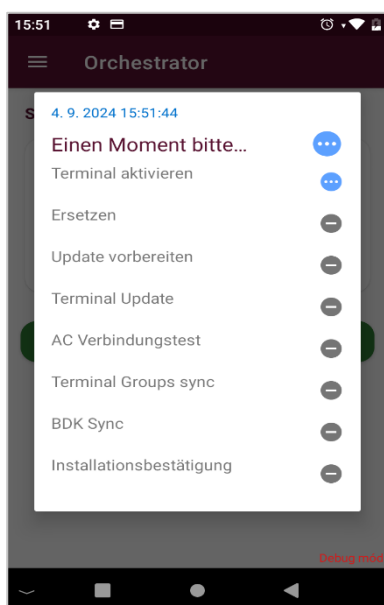 15:51
Orchestrator
S
4. 9. 2024 15:51:44
Einen Moment bitte...
Terminal aktivieren
Ersetzen
Update vorbereiten
Terminal Update
AC Verbindungstest
Terminal Groups sync
BDK Sync
Installationsbestätigung
Debug mód